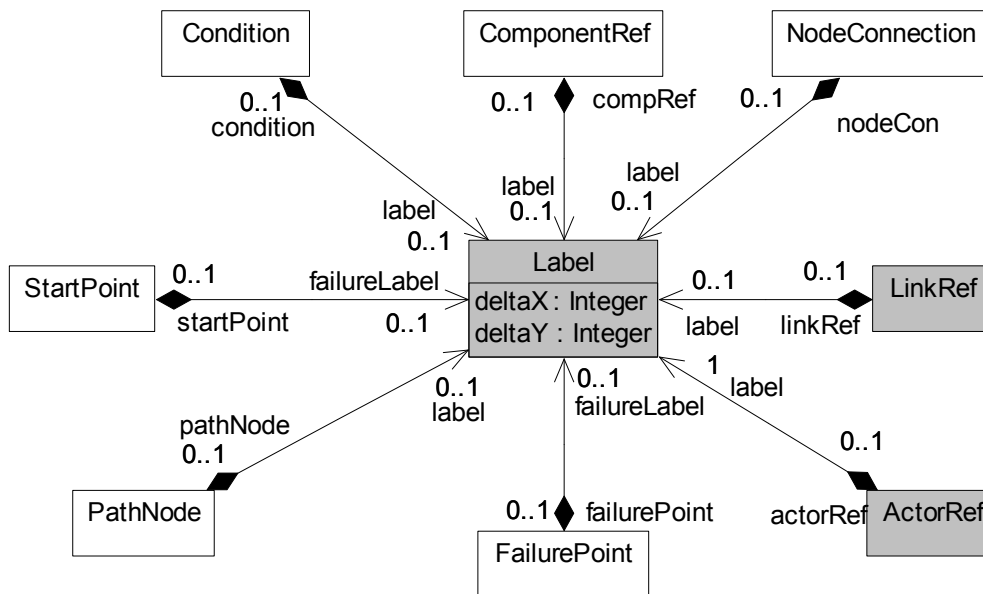 Condition
ComponentRef
NodeConnection
0..1
condition
0..1
compRef
0..1
nodeCon
label
0..1
label
0..1
label
0..1
StartPoint
0..1
startPoint
failureLabel
0..1
Label
deltaX : Integer
deltaY : Integer
0..1
label
0..1
linkRef
LinkRef
pathNode
0..1
0..1
label
0..1
failureLabel
1
label
0..1
actorRef
PathNode
0..1
failurePoint
FailurePoint
ActorRef